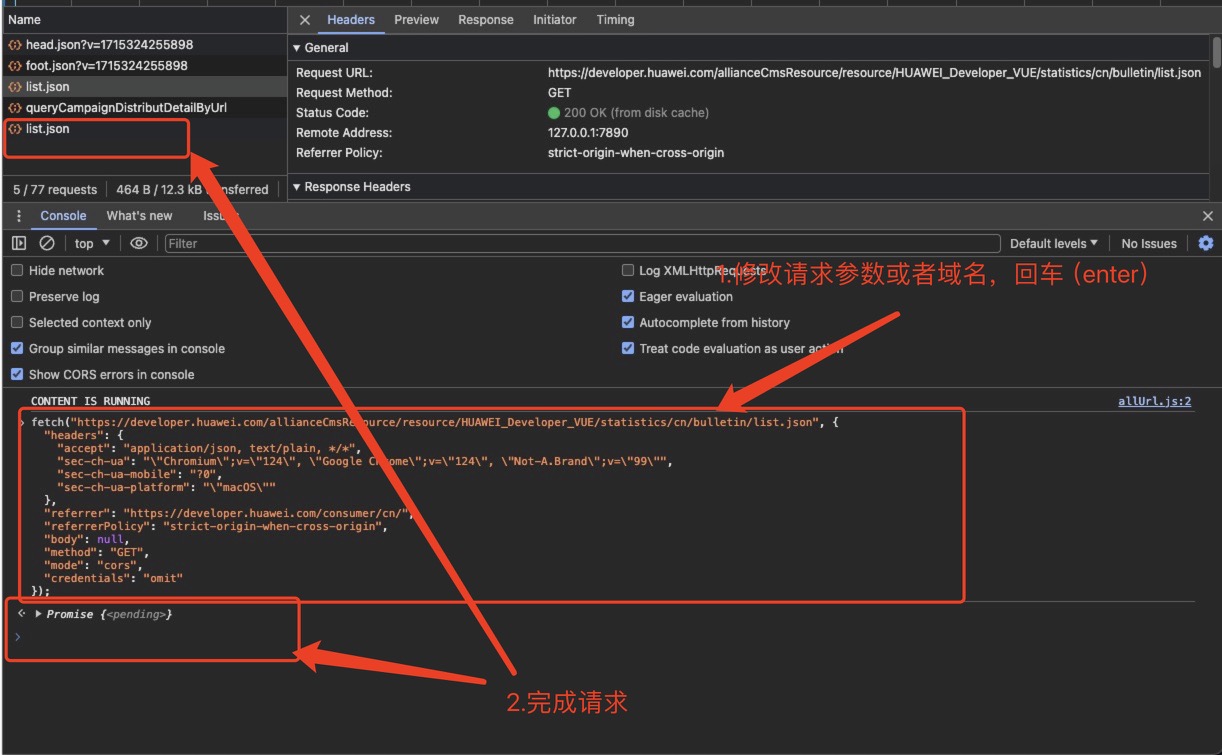 Name
Headers Preview Response Initiator Timing
head.json?v=1715324255898
General
foot.json?v=1715324255898
list.json
Request URL: https://developer.huawei.com/allianceCmsResource/resource/HUAWEI_Developer_VUE/statistics/cn/bulletin/list.json
Request Method: GET
queryCampaignDistributDetailByUrl
Status Code: 200 OK (from disk cache)
list.json
Remote Address: 127.0.0.1:7890
Referrer Policy: strict-origin-when-cross-origin
5 / 77 requests 464 B / 12.3 kB
Response Headers
Console What's new
top Filter Default levels No Issues
Hide network Log XMLHttpRequests
1.修改请求参数或者域名，回车（enter）
Preserve log Eager evaluation
Selected context only Autocomplete from history
Group similar messages in console Treat code evaluation as user action
Show CORS errors in console
CONTENT IS RUNNING allUrl.js:2
fetch("https://developer.huawei.com/allianceCmsResource/resource/HUAWEI_Developer_VUE/statistics/cn/bulletin/list.json", {
"headers": {
"accept": "application/json, text/plain, */*",
"sec-ch-ua": "\"Chromium\";v=\"124\", \"Google Chrome\";v=\"124\", \"Not-A.Brand\";v=\"99\"",
"sec-ch-ua-mobile": "?0",
"sec-ch-ua-platform": "\"macOS\""
},
"referrer": "https://developer.huawei.com/consumer/cn/",
"referrerPolicy": "strict-origin-when-cross-origin",
"body": null,
"method": "GET",
"mode": "cors",
"credentials": "omit"
});
Promise {<pending>}
2.完成请求